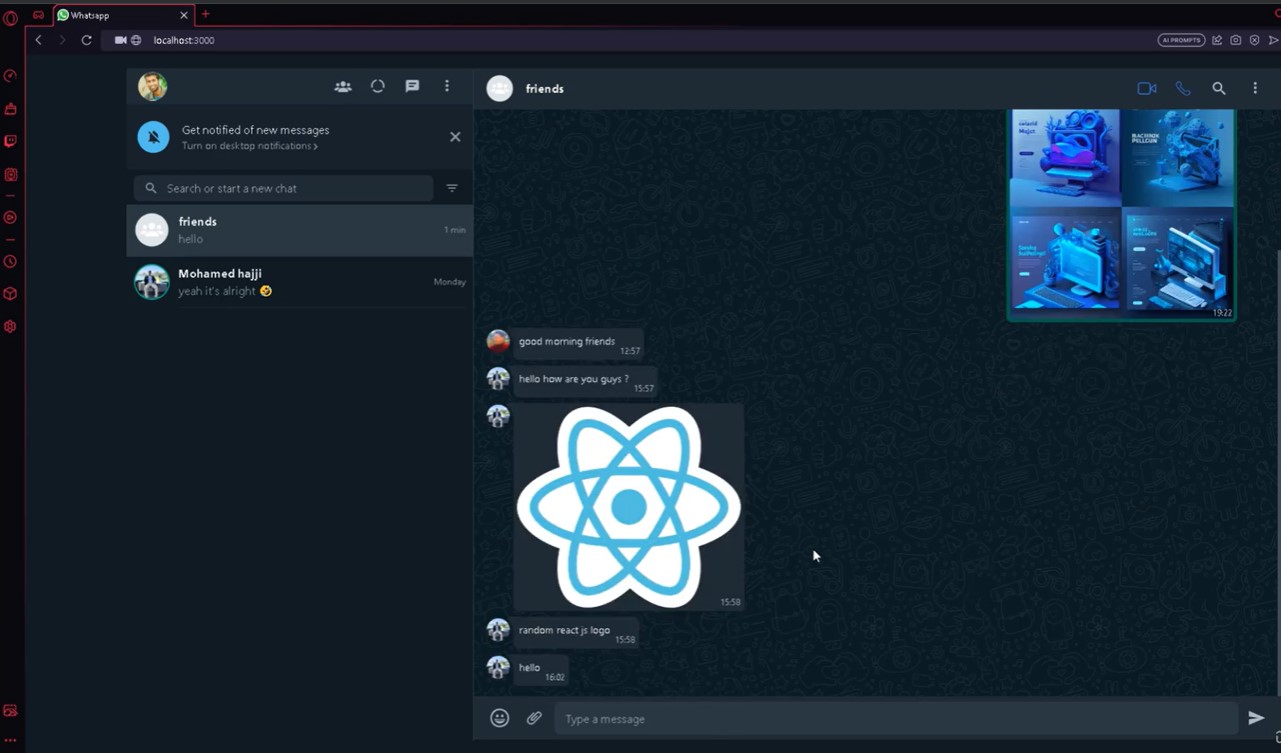 Whatsapp
localhost:3000
AI PROMPTS
friends
Get notified of new messages
Turn on desktop notifications >
Search or start a new chat
friends
hello
1 min
Mohamed hajji
yeah it's alright 🤣
Monday
19:22
good morning friends
12:57
hello how are you guys ?
15:57
15:58
random react js logo
15:58
hello
16:02
Type a message